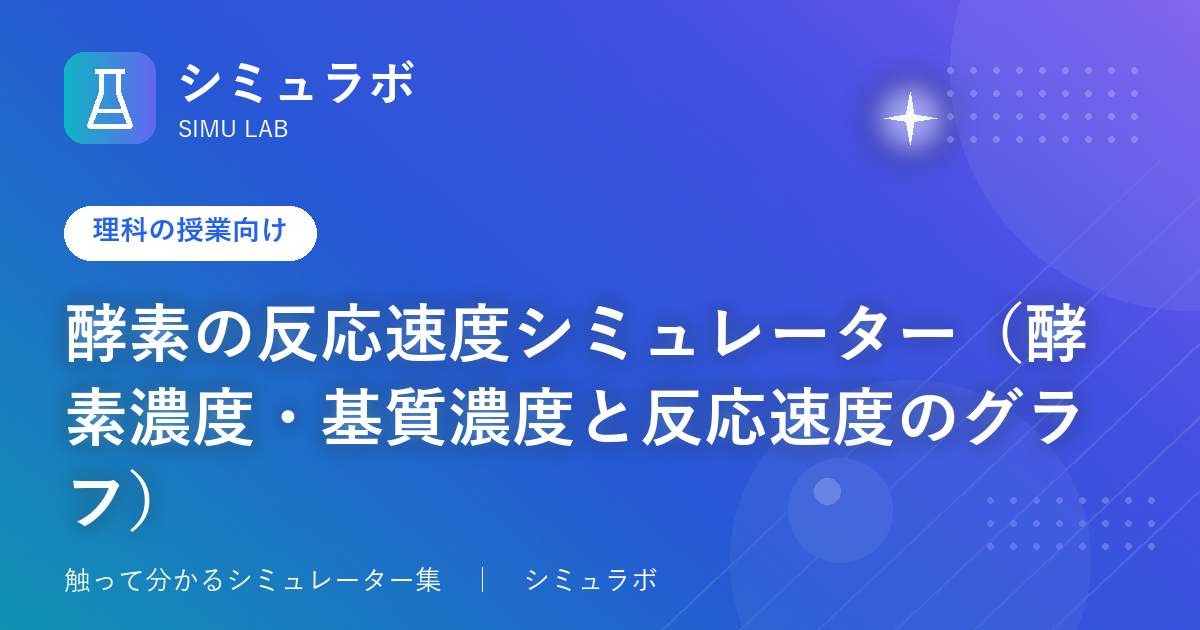 シミュラボ
SIMU LAB
理科の授業向け
酵素の反応速度シミュレーター（酵
素濃度・基質濃度と反応速度のグラ
フ）
触って分かるシミュレーター集 ｜ シミュラボ